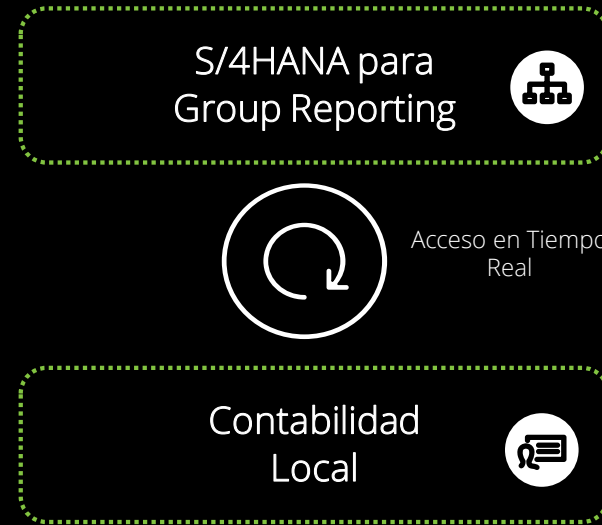 S/4HANA para
Group Reporting
Acceso en Tiempo
Real
Contabilidad
Local